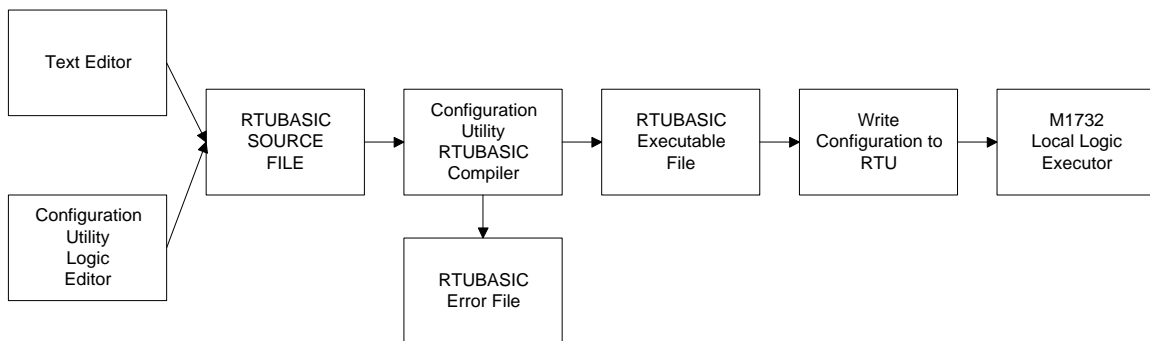 Text Editor
RTUBASIC
SOURCE
FILE
Configuration
Utility
RTUBASIC
Compiler
RTUBASIC
Executable
File
Write
Configuration to
RTU
M1732
Local Logic
Executor
Configuration
Utility
Logic
Editor
RTUBASIC
Error File